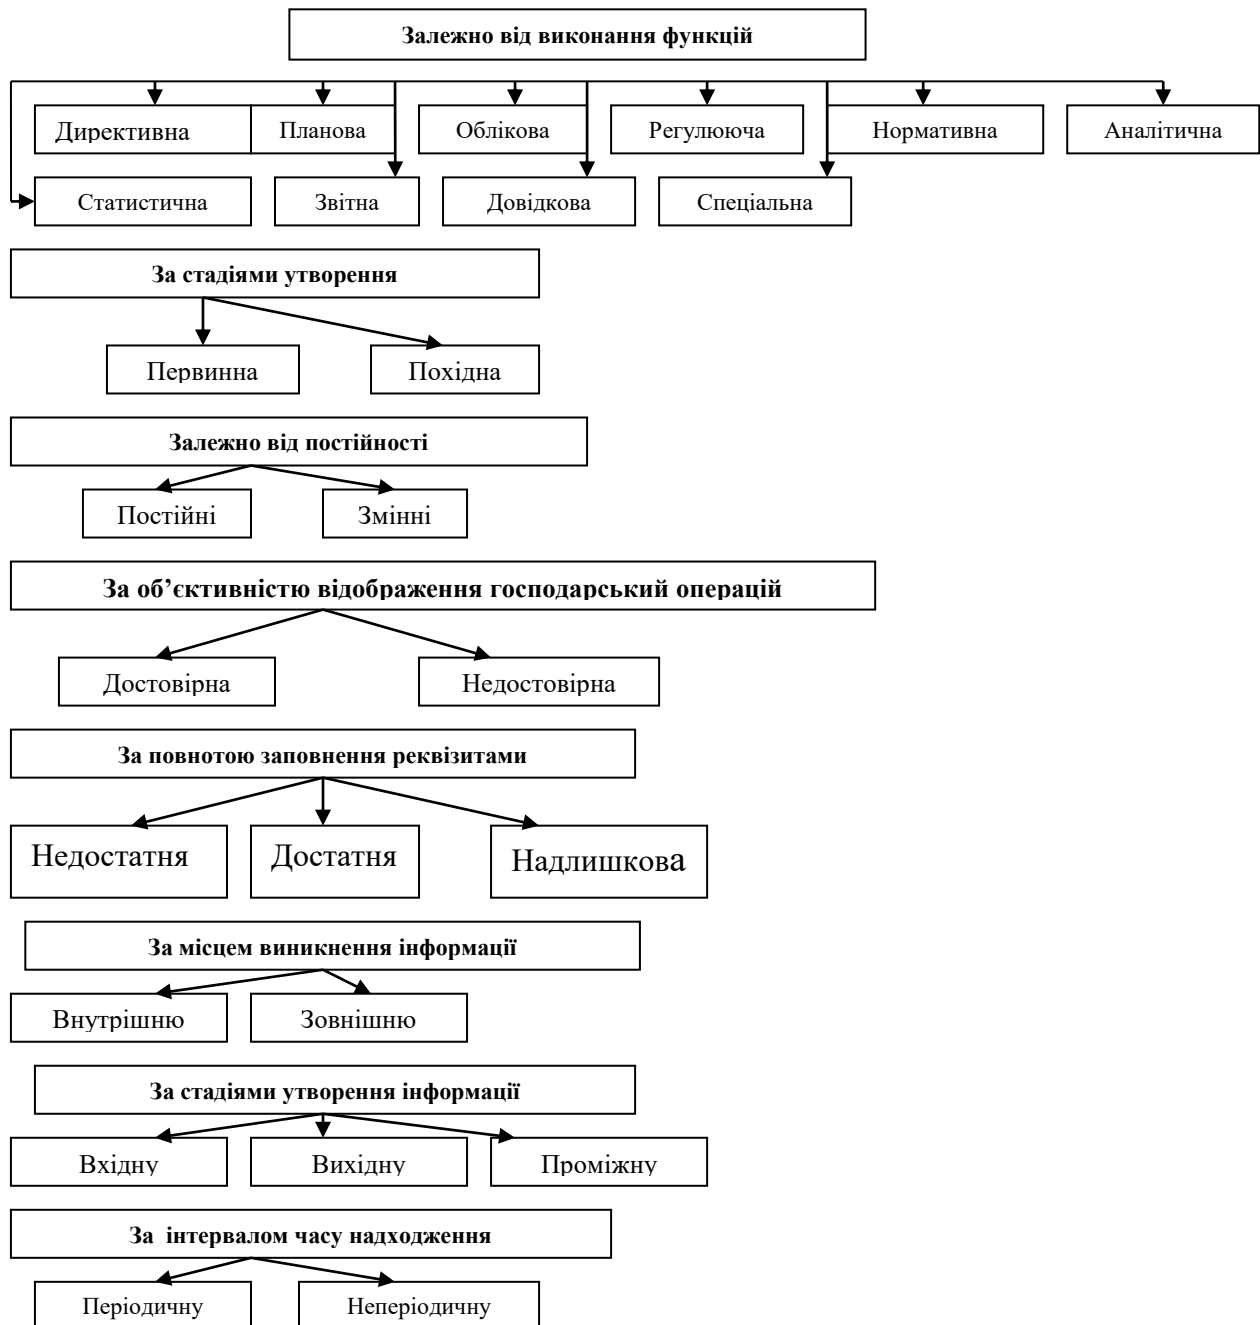 Залежно від виконання функцій
Директивна
Планова
Облікова
Регулююча
Нормативна
Аналітична
Статистична
Звітна
Довідкова
Спеціальна
За стадіями утворення
Первинна
Похідна
Залежно від постійності
Постійні
Змінні
За об’єктивністю відображення господарський операцій
Достовірна
Недостовірна
За повнотою заповнення реквізитами
Недостатня
Достатня
Надлишкова
За місцем виникнення інформації
Внутрішню
Зовнішню
За стадіями утворення інформації
Вхідну
Вихідну
Проміжну
За інтервалом часу надходження
Періодичну
Неперіодичну